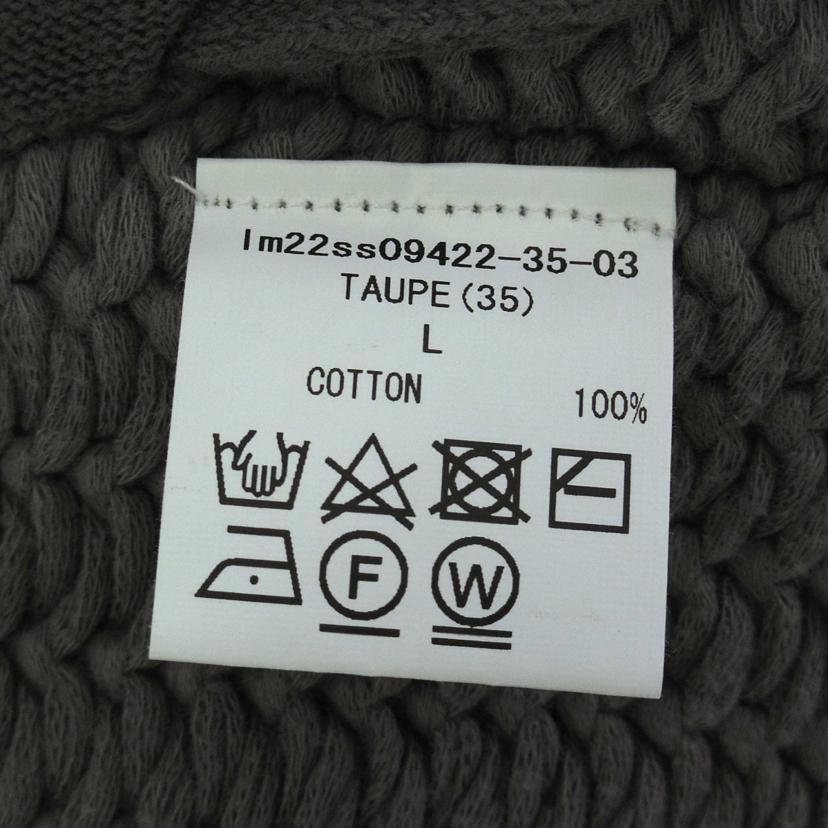 lm22ss09422-35-03
TAUPE(35)
L
COTTON 100%
F W